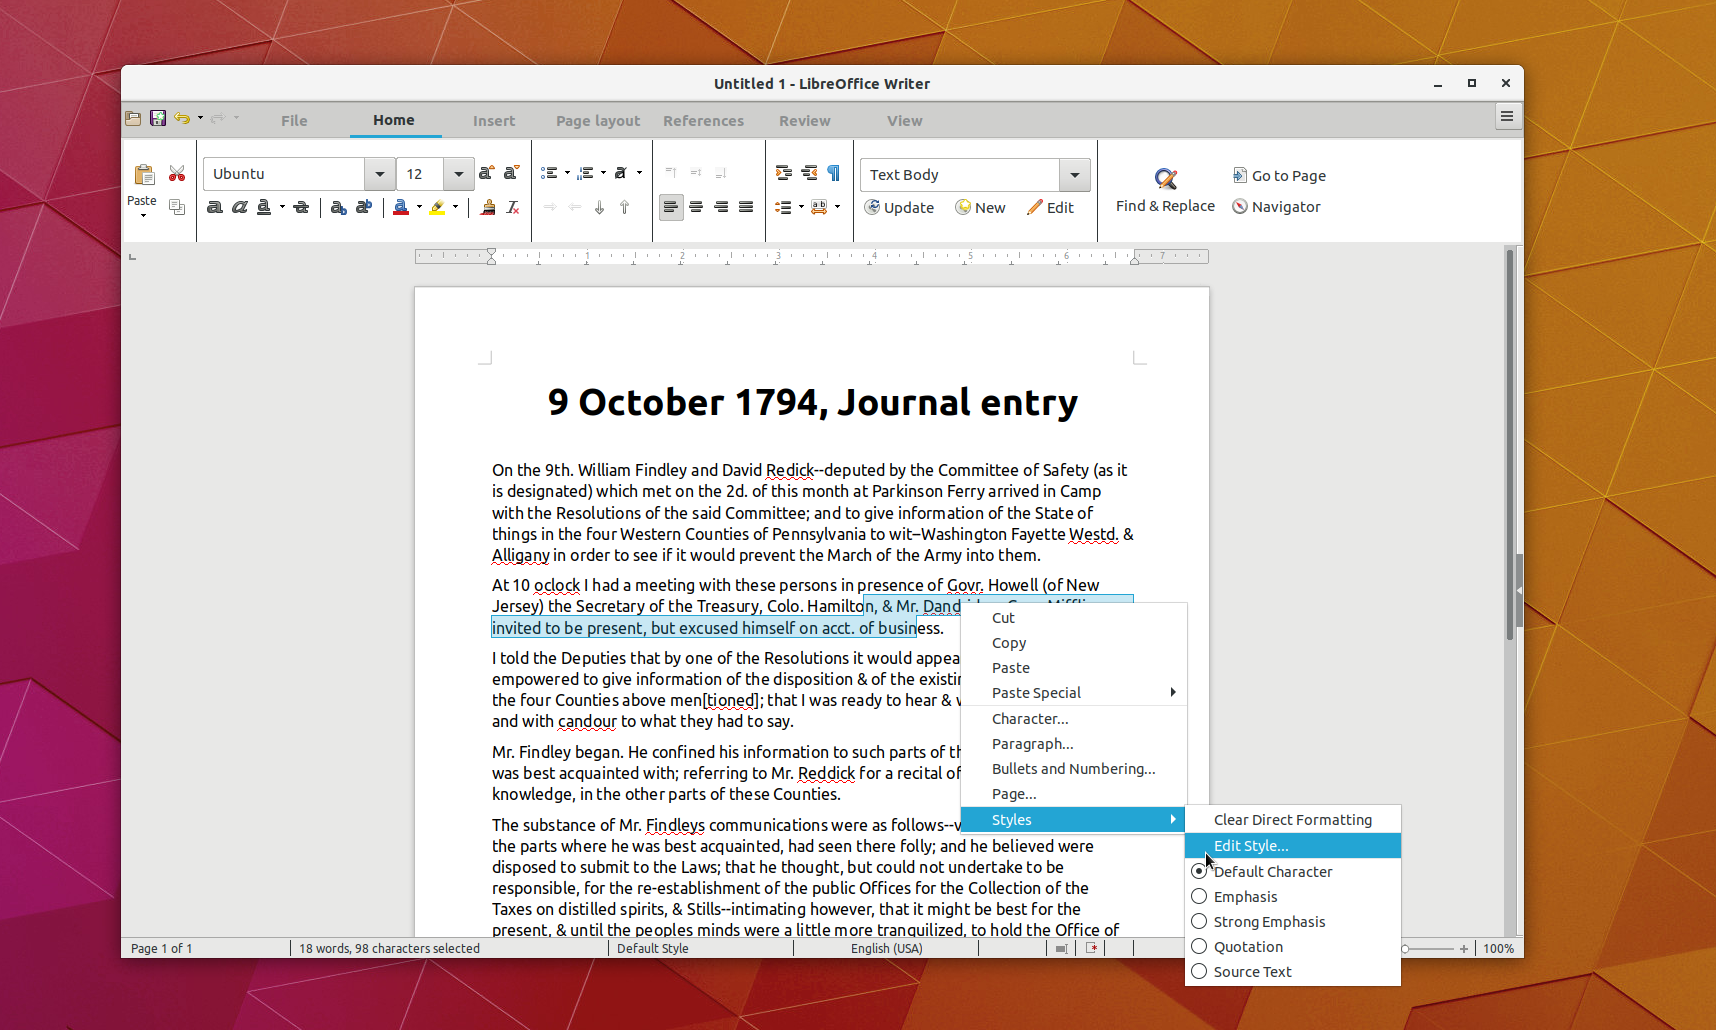 Untitled 1 - LibreOffice Writer
File Home Insert Page layout References Review View
Paste
Ubuntu 12
Text Body
Update New Edit
Find & Replace
Go to Page
Navigator
1 2 3 4 5 6 7
9 October 1794, Journal entry
On the 9th. William Findley and David Redick--deputed by the Committee of Safety (as it
is designated) which met on the 2d. of this month at Parkinson Ferry arrived in Camp
with the Resolutions of the said Committee; and to give information of the State of
things in the four Western Counties of Pennsylvania to wit–Washington Fayette Westd. &
Alligany in order to see if it would prevent the March of the Army into them.
At 10 oclock I had a meeting with these persons in presence of Govr. Howell (of New
Jersey) the Secretary of the Treasury, Colo. Hamilton, & Mr. Dand
invited to be present, but excused himself on acct. of business.
I told the Deputies that by one of the Resolutions it would appea
empowered to give information of the disposition & of the existin
the four Counties above men[tioned]; that I was ready to hear &
and with candour to what they had to say.
Mr. Findley began. He confined his information to such parts of th
was best acquainted with; referring to Mr. Reddick for a recital of
knowledge, in the other parts of these Counties.
The substance of Mr. Findleys communications were as follows--v
the parts where he was best acquainted, had seen there folly; and he believed were
disposed to submit to the Laws; that he thought, but could not undertake to be
responsible, for the re-establishment of the public Offices for the Collection of the
Taxes on distilled spirits, & Stills--intimating however, that it might be best for the
present, & until the peoples minds were a little more tranquilized, to hold the Office of
Cut
Copy
Paste
Paste Special
Character...
Paragraph...
Bullets and Numbering...
Page...
Styles
Clear Direct Formatting
Edit Style...
Default Character
Emphasis
Strong Emphasis
Quotation
Source Text
Page 1 of 1 18 words, 98 characters selected Default Style English (USA) 100%